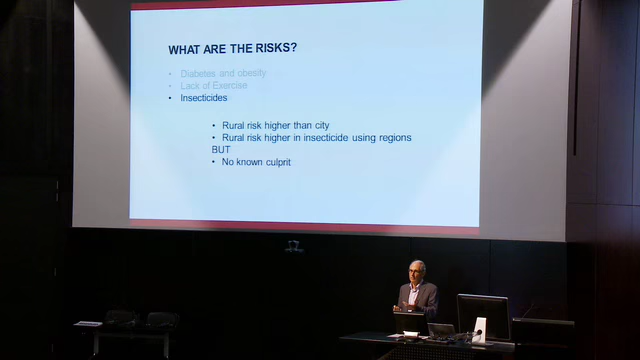 WHAT ARE THE RISKS?
• Diabetes and obesity
• Lack of Exercise
• Insecticides
• Rural risk higher than city
• Rural risk higher in insecticide using regions
BUT
• No known culprit